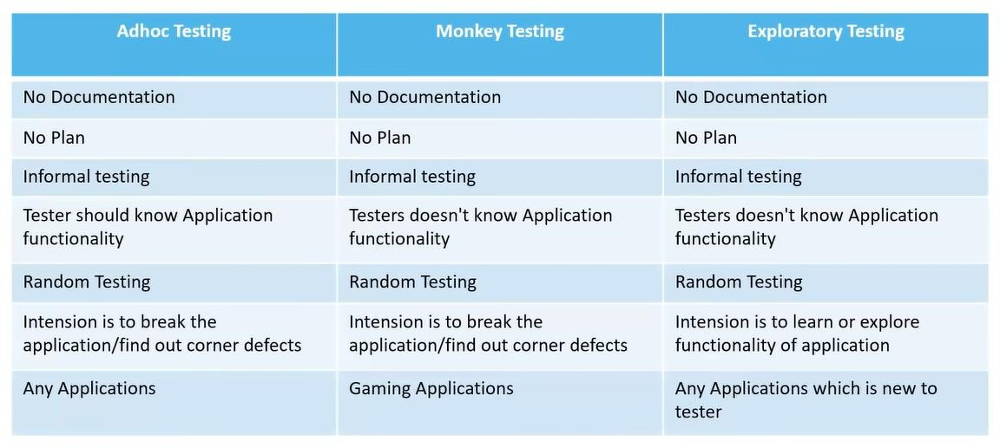 Adhoc Testing
Monkey Testing
Exploratory Testing
No Documentation
No Documentation
No Documentation
No Plan
No Plan
No Plan
Informal testing
Informal testing
Informal testing
Tester should know Application
functionality
Testers doesn't know Application
functionality
Testers doesn't know Application
functionality
Random Testing
Random Testing
Random Testing
Intension is to break the
application/find out corner defects
Intension is to break the
application/find out corner defects
Intension is to learn or explore
functionality of application
Any Applications
Gaming Applications
Any Applications which is new to
tester